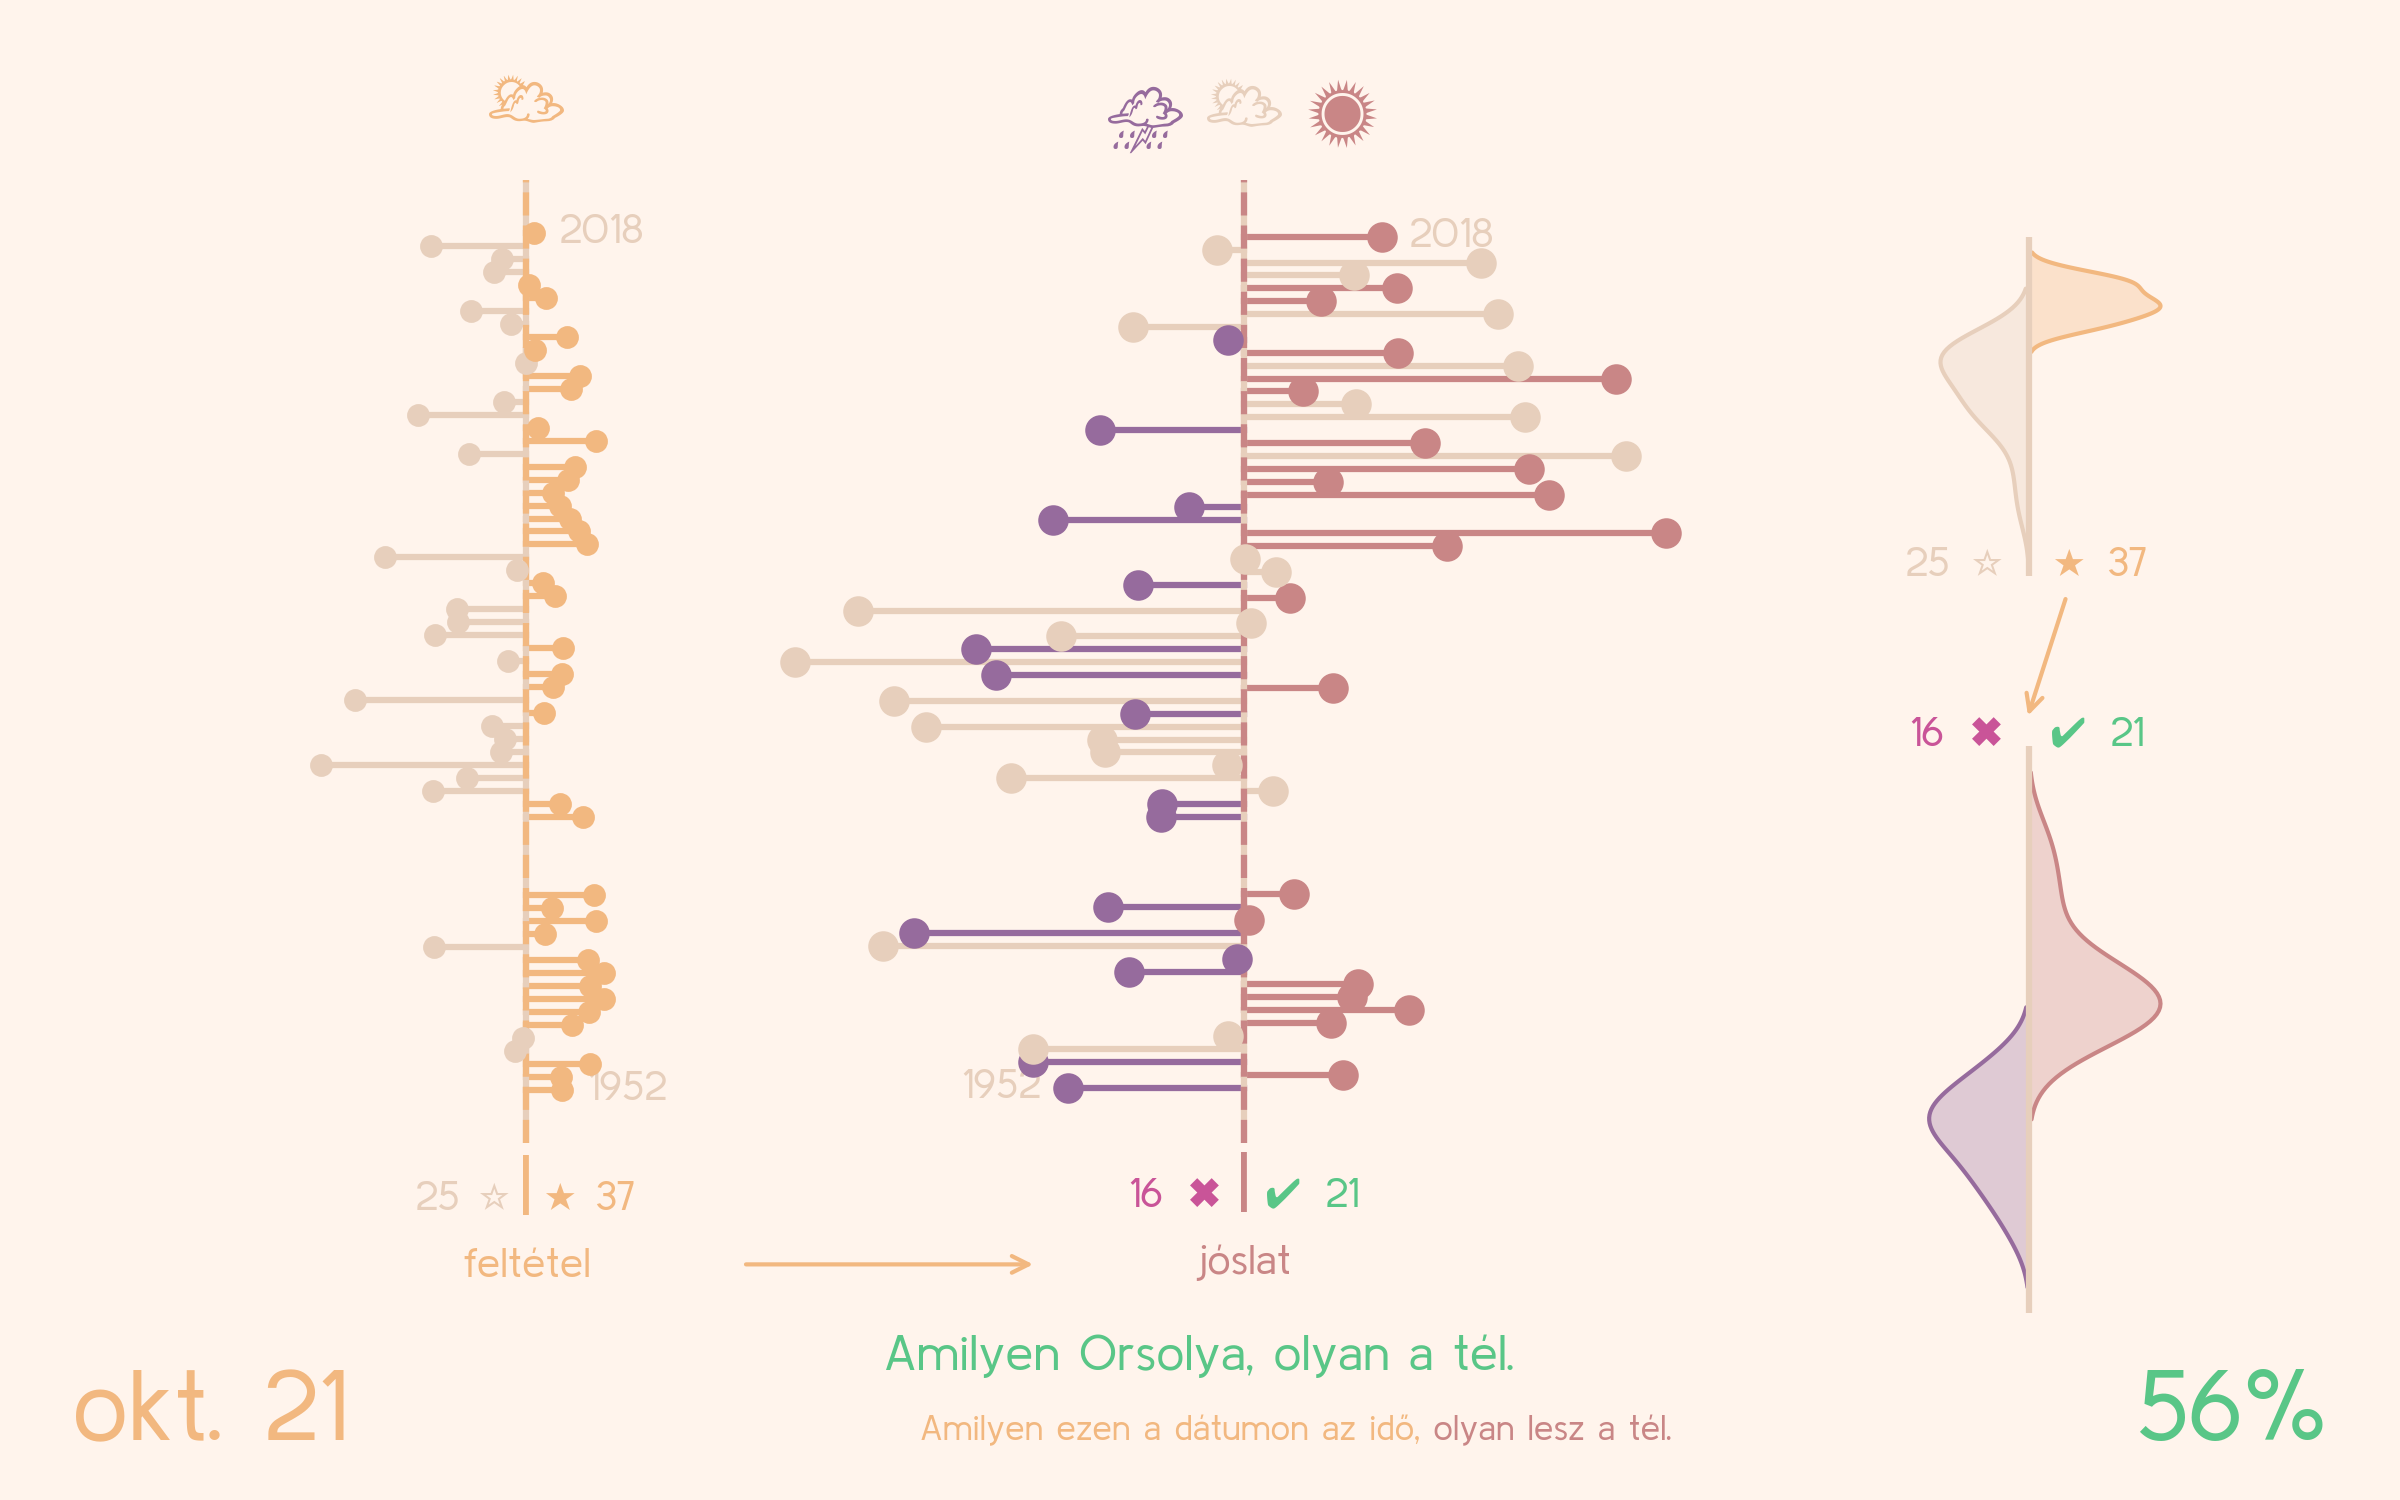 2018
2018
25 ☆ ★ 37
16 ✖ ✔ 21
1952
1952
25 ☆ ★ 37
16 ✖ ✔ 21
feltétel
jóslat
Amilyen Orsolya, olyan a tél.
okt. 21
56%
Amilyen ezen a dátumon az idő, olyan lesz a tél.